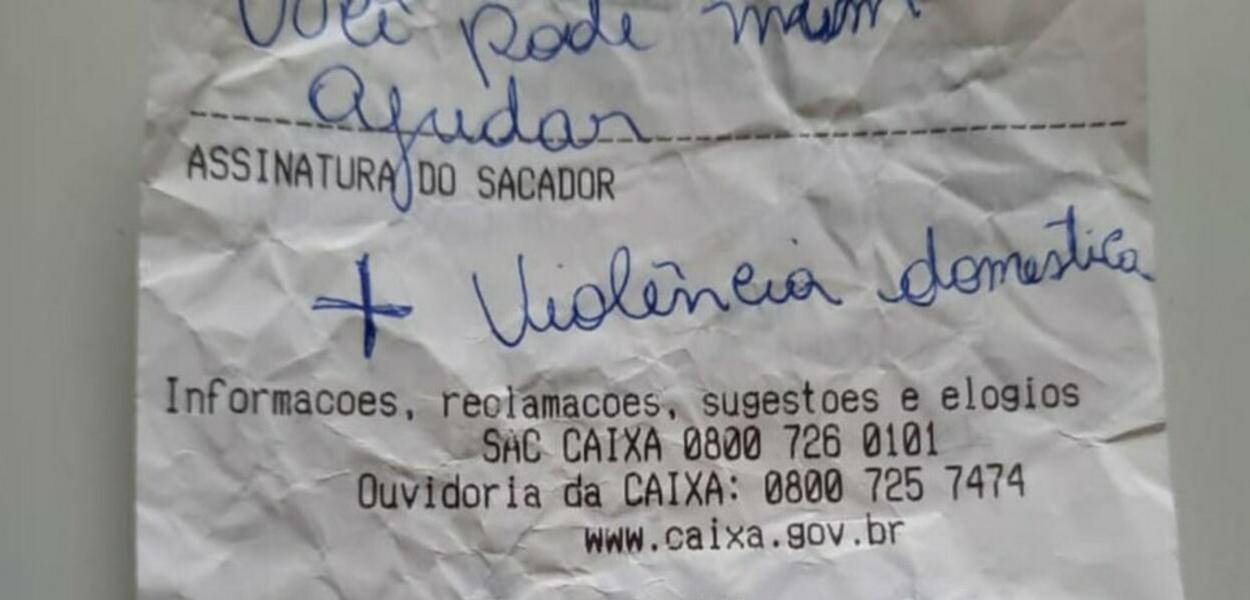 Você pode
ajudar
ASSINATURA DO SACADOR
+ Violência domestica
Informacoes, reclamacoes, sugestoes e elogios
SAC CAIXA 0800 726 0101
Ouvidoria da CAIXA: 0800 725 7474
www.caixa.gov.br